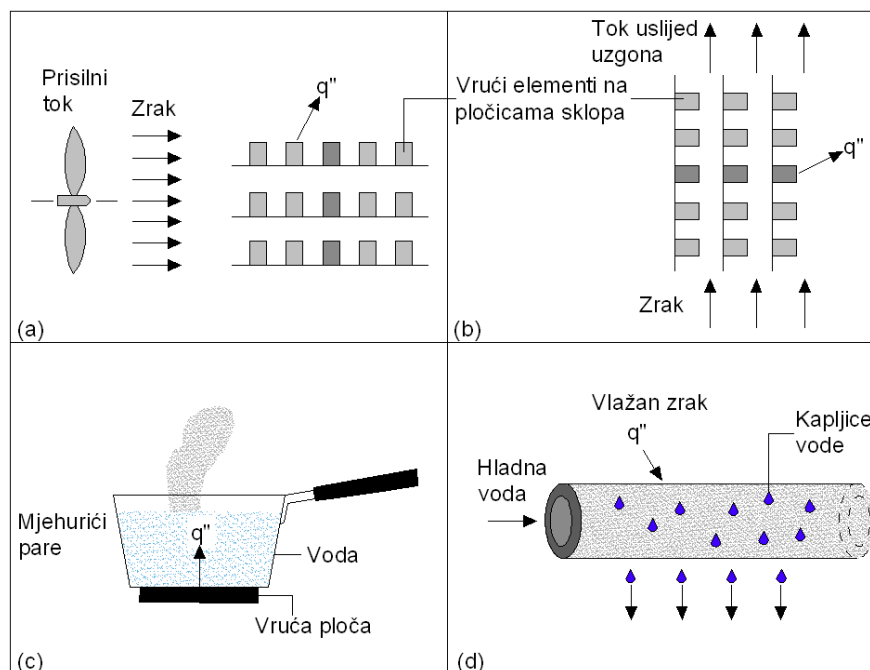 Prisilni
tok
Zrak
q"
(a)
Tok uslijed
uzgona
Vrući elementi na
pločicama sklopa
q"
Zrak
(b)
Mjehurići
pare
q"
Voda
Vruća ploča
(c)
Vlažan zrak
q"
Kapljice
vode
Hladna
voda
(d)